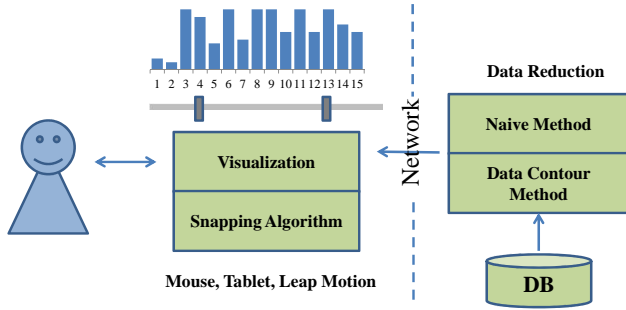 1 2 3 4 5 6 7 8 9 10 11 12 13 14 15
Visualization
Snapping Algorithm
Mouse, Tablet, Leap Motion
Network
Data Reduction
Naive Method
Data Contour
Method
DB